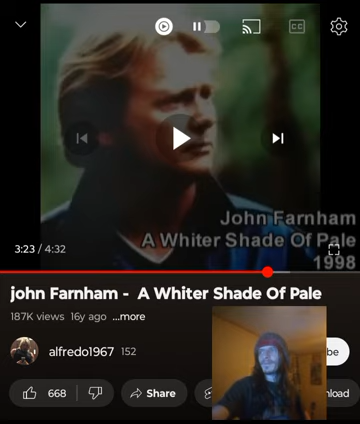 CC
John Farnham
A Whiter Shade Of Pale
1998
3:23 / 4:32
john Farnham - A Whiter Shade Of Pale
187K views 16y ago ...more
alfredo1967 152
be
668 Share nload